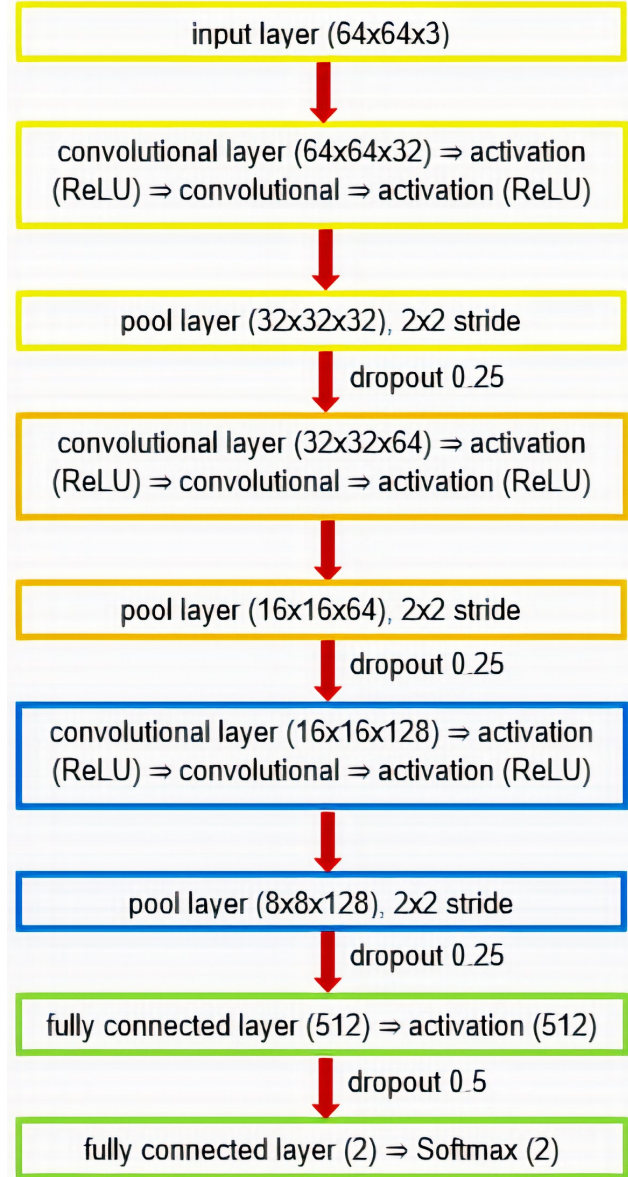 input layer (64x64x3)
convolutional layer (64x64x32) ⇒ activation
(ReLU) ⇒ convolutional ⇒ activation (ReLU)
pool layer (32x32x32), 2x2 stride
dropout 0.25
convolutional layer (32x32x64) ⇒ activation
(ReLU) ⇒ convolutional ⇒ activation (ReLU)
pool layer (16x16x64), 2x2 stride
dropout 0.25
convolutional layer (16x16x128) ⇒ activation
(ReLU) ⇒ convolutional ⇒ activation (ReLU)
pool layer (8x8x128), 2x2 stride
dropout 0.25
fully connected layer (512) ⇒ activation (512)
dropout 0.5
fully connected layer (2) ⇒ Softmax (2)